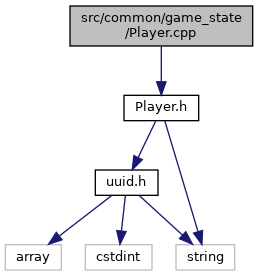 src/common/game_state
/Player.cpp
Player.h
uuid.h
array
cstdint
string